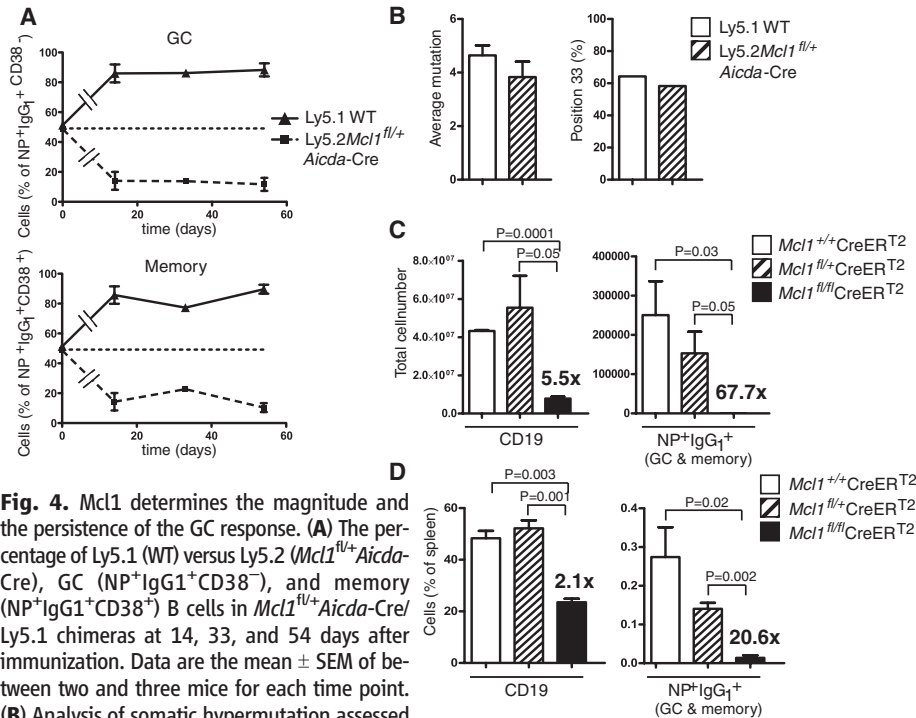 A
GC
Cells (% of NP+IgG1+ CD38-)
100
80
60
40
20
0
0 20 40 60
time (days)
Ly5.1 WT
Ly5.2Mcl1fl/+
Aicda-Cre
Memory
Cells (% of NP+IgG1+CD38+)
100
80
60
40
20
0
0 20 40 60
time (days)
B
Average mutation
6
4
2
0
Position 33 (%)
100
80
60
40
20
0
Ly5.1 WT
Ly5.2Mcl1fl/+
Aicda-Cre
C
P=0.0001
P=0.05
Total cellnumber
8.0×10⁰⁷
6.0×10⁰⁷
4.0×10⁰⁷
2.0×10⁰⁷
0.0
5.5x
CD19
P=0.03
P=0.05
400000
300000
200000
100000
0
67.7x
NP+IgG1+
(GC & memory)
Mcl1+/+CreERT2
Mcl1fl/+CreERT2
Mcl1fl/flCreERT2
D
P=0.003
P=0.001
Cells (% of spleen)
60
40
20
0
2.1x
CD19
P=0.02
P=0.002
0.4
0.3
0.2
0.1
0.0
20.6x
NP+IgG1+
(GC & memory)
Mcl1+/+CreERT2
Mcl1fl/+CreERT2
Mcl1fl/flCreERT2
Fig. 4. Mcl1 determines the magnitude and
the persistence of the GC response. (A) The per-
centage of Ly5.1 (WT) versus Ly5.2 (Mcl1fl/+Aicda-
Cre), GC (NP+IgG1+CD38−), and memory
(NP+IgG1+CD38+) B cells in Mcl1fl/+Aicda-Cre/
Ly5.1 chimeras at 14, 33, and 54 days after
immunization. Data are the mean ± SEM of be-
tween two and three mice for each time point.
(B) Analysis of somatic hypermutation assessed